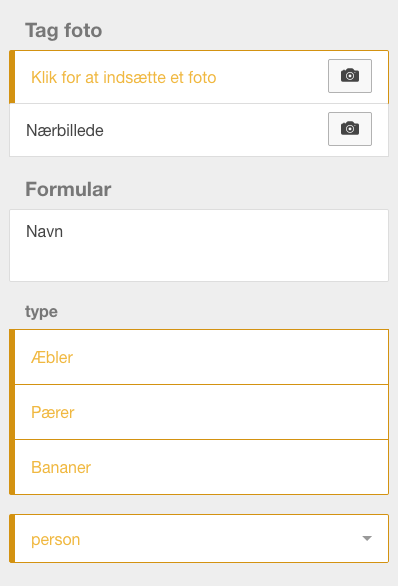 Tag foto
Klik for at indsætte et foto
Nærbillede
Formular
Navn
type
Æbler
Pærer
Bananer
person